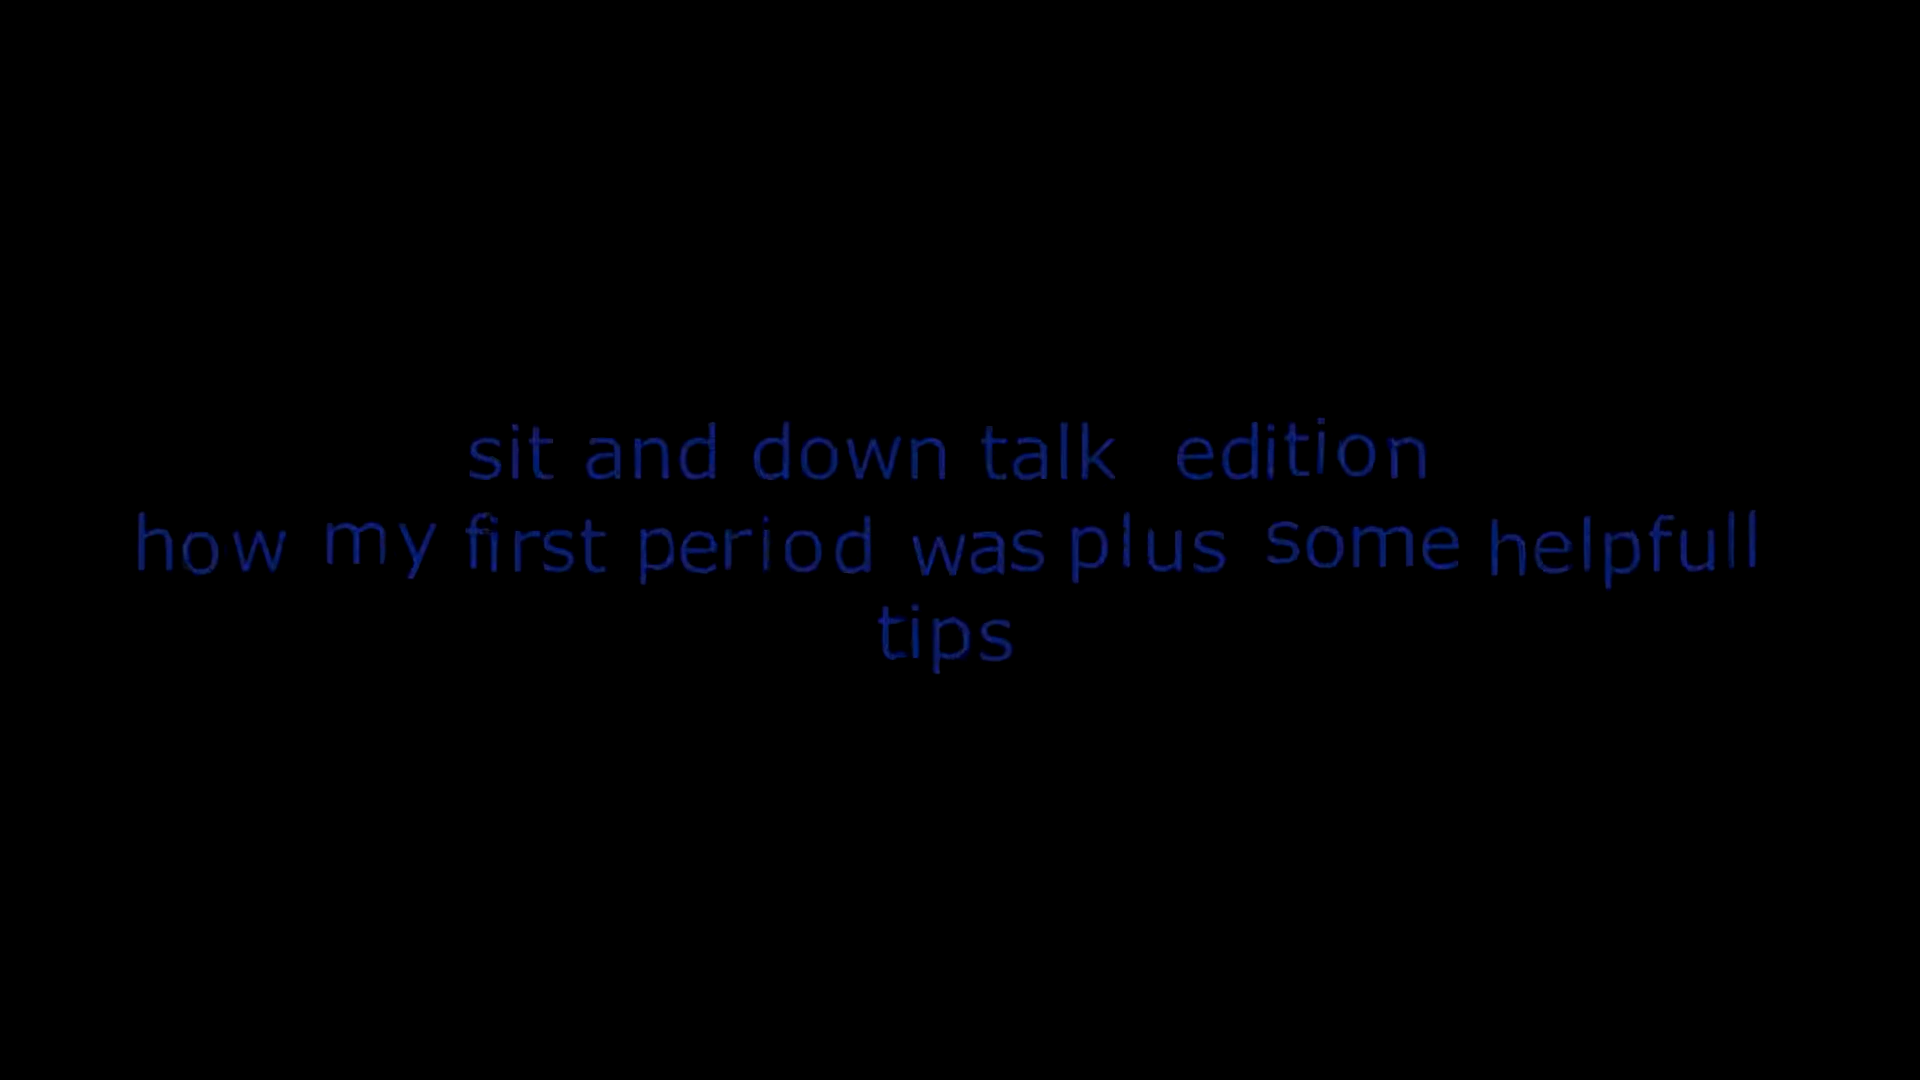 sit and down talk edition
how my first period was plus some helpfull
tips